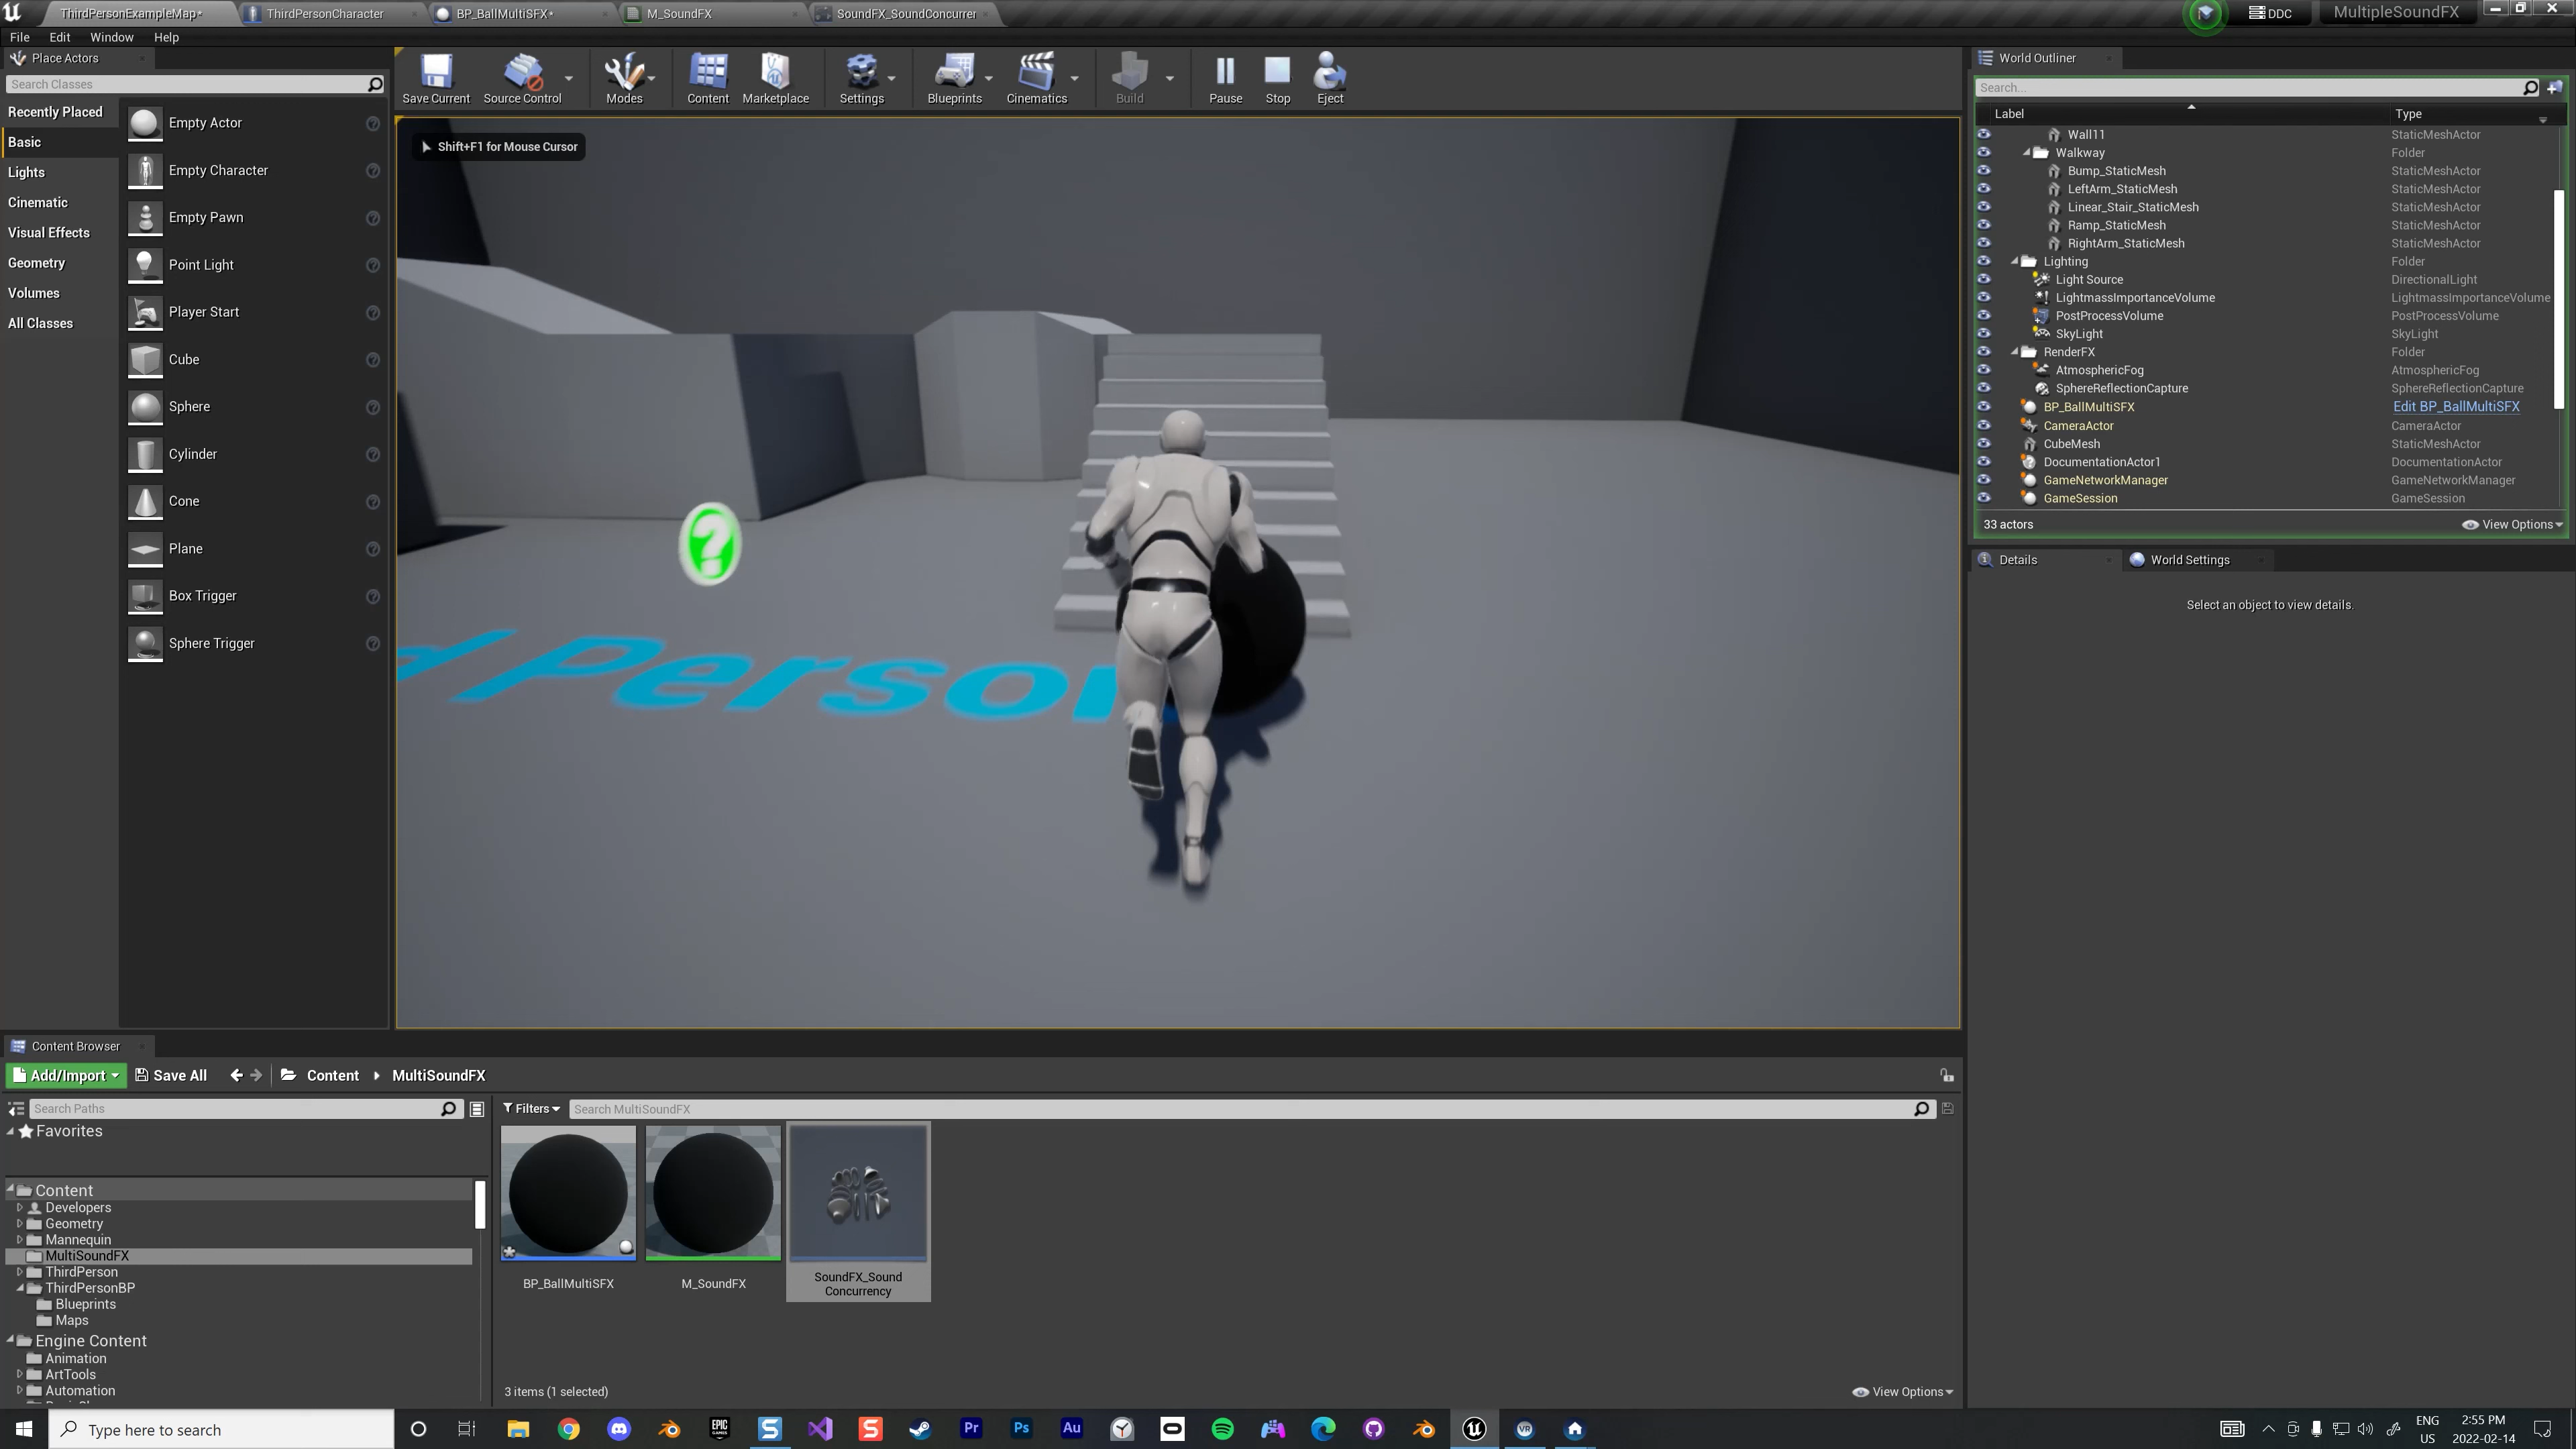 ThirdPersonExampleMap*
ThirdPersonCharacter
BP_BallMultiSFX*
M_SoundFX
SoundFX_SoundConcurrer
DDC
MultipleSoundFX
File Edit Window Help
Place Actors
Search Classes
Recently Placed
Basic
Lights
Cinematic
Visual Effects
Geometry
Volumes
All Classes
Empty Actor
Empty Character
Empty Pawn
Point Light
Player Start
Cube
Sphere
Cylinder
Cone
Plane
Box Trigger
Sphere Trigger
Save Current
Source Control
Modes
Content
Marketplace
Settings
Blueprints
Cinematics
Build
Pause
Stop
Eject
Shift+F1 for Mouse Cursor
?
Person
World Outliner
Search...
Label Type
Wall11 StaticMeshActor
Walkway Folder
Bump_StaticMesh StaticMeshActor
LeftArm_StaticMesh StaticMeshActor
Linear_Stair_StaticMesh StaticMeshActor
Ramp_StaticMesh StaticMeshActor
RightArm_StaticMesh StaticMeshActor
Lighting Folder
Light Source DirectionalLight
LightmassImportanceVolume LightmassImportanceVolume
PostProcessVolume PostProcessVolume
SkyLight SkyLight
RenderFX Folder
AtmosphericFog AtmosphericFog
SphereReflectionCapture SphereReflectionCapture
BP_BallMultiSFX Edit BP_BallMultiSFX
CameraActor CameraActor
CubeMesh StaticMeshActor
DocumentationActor1 DocumentationActor
GameNetworkManager GameNetworkManager
GameSession GameSession
33 actors
View Options
Details
World Settings
Select an object to view details.
Content Browser
Add/Import Save All Content MultiSoundFX
Search Paths
Filters
Search MultiSoundFX
Favorites
Content
Developers
Geometry
Mannequin
MultiSoundFX
ThirdPerson
ThirdPersonBP
Blueprints
Maps
Engine Content
Animation
ArtTools
Automation
BP_BallMultiSFX
M_SoundFX
SoundFX_Sound
Concurrency
3 items (1 selected)
View Options
Type here to search
EPIC
GAMES
S
S
Pr
Ps
Au
VR
ENG
US
2:55 PM
2022-02-14